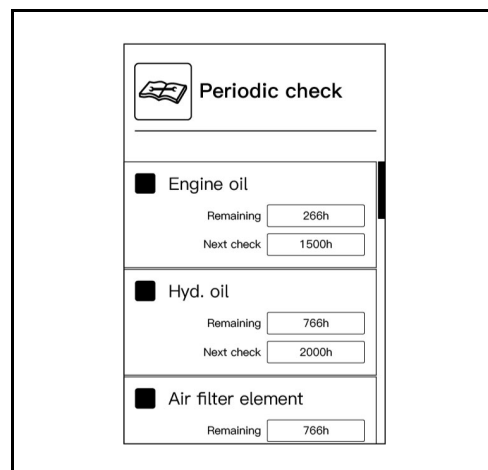 Periodic check
Engine oil
Remaining 266h
Next check 1500h
Hyd. oil
Remaining 766h
Next check 2000h
Air filter element
Remaining 766h